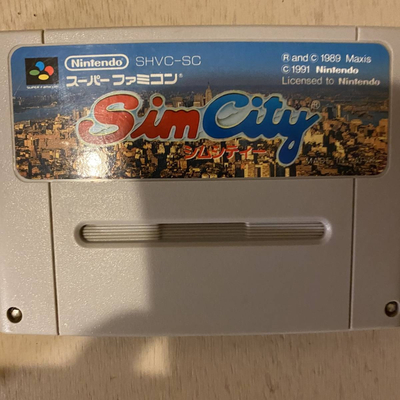 Nintendo SHVC-SC
スーパーファミコン
R and © 1989 Maxis
© 1991 Nintendo
Licensed to Nintendo
SimCity®
シムシティー